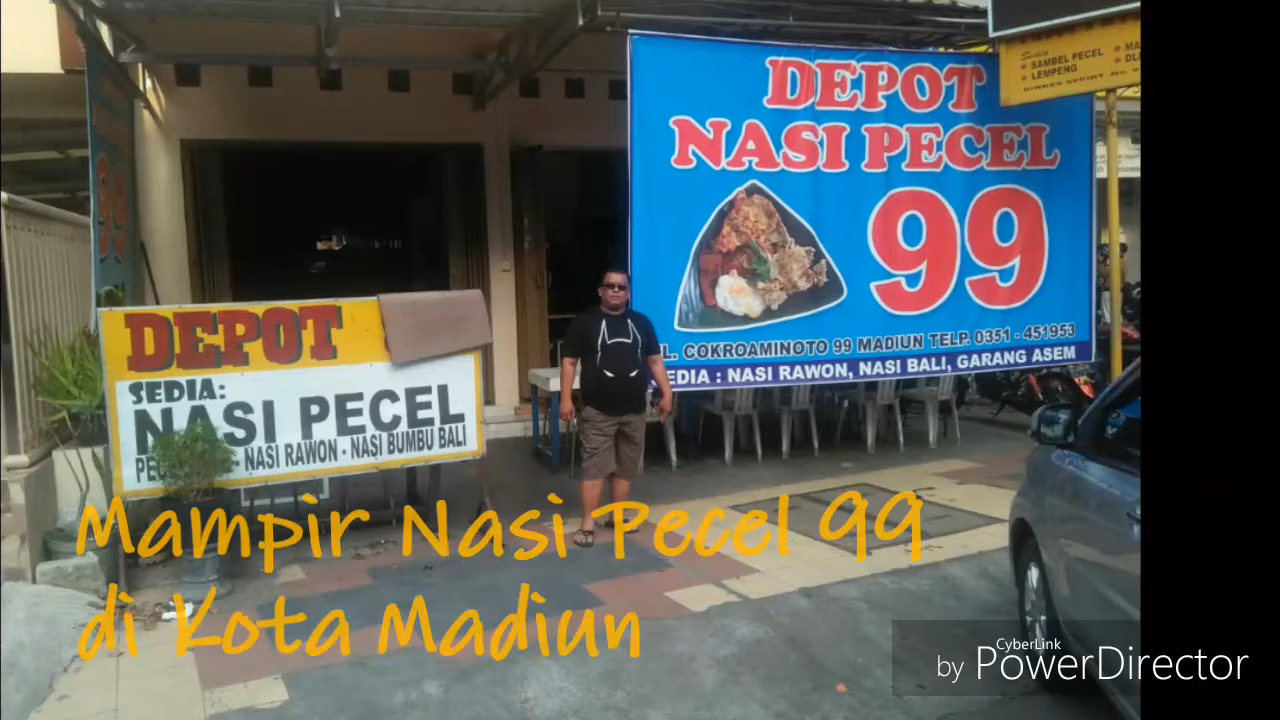 DEPOT
NASI PECEL
99
L. COKROAMINOTO 99 MADIUN TELP. 0351 - 451953
EDIA : NASI RAWON, NASI BALI, GARANG ASEM
Sedia
SAMBEL PECEL
LEMPENG
99
DEPOT
SEDIA:
NASI PECEL
- NASI RAWON - NASI BUMBU BALI
Mampir Nasi Pecel 99
di Kota Madiun
by CyberLink PowerDirector